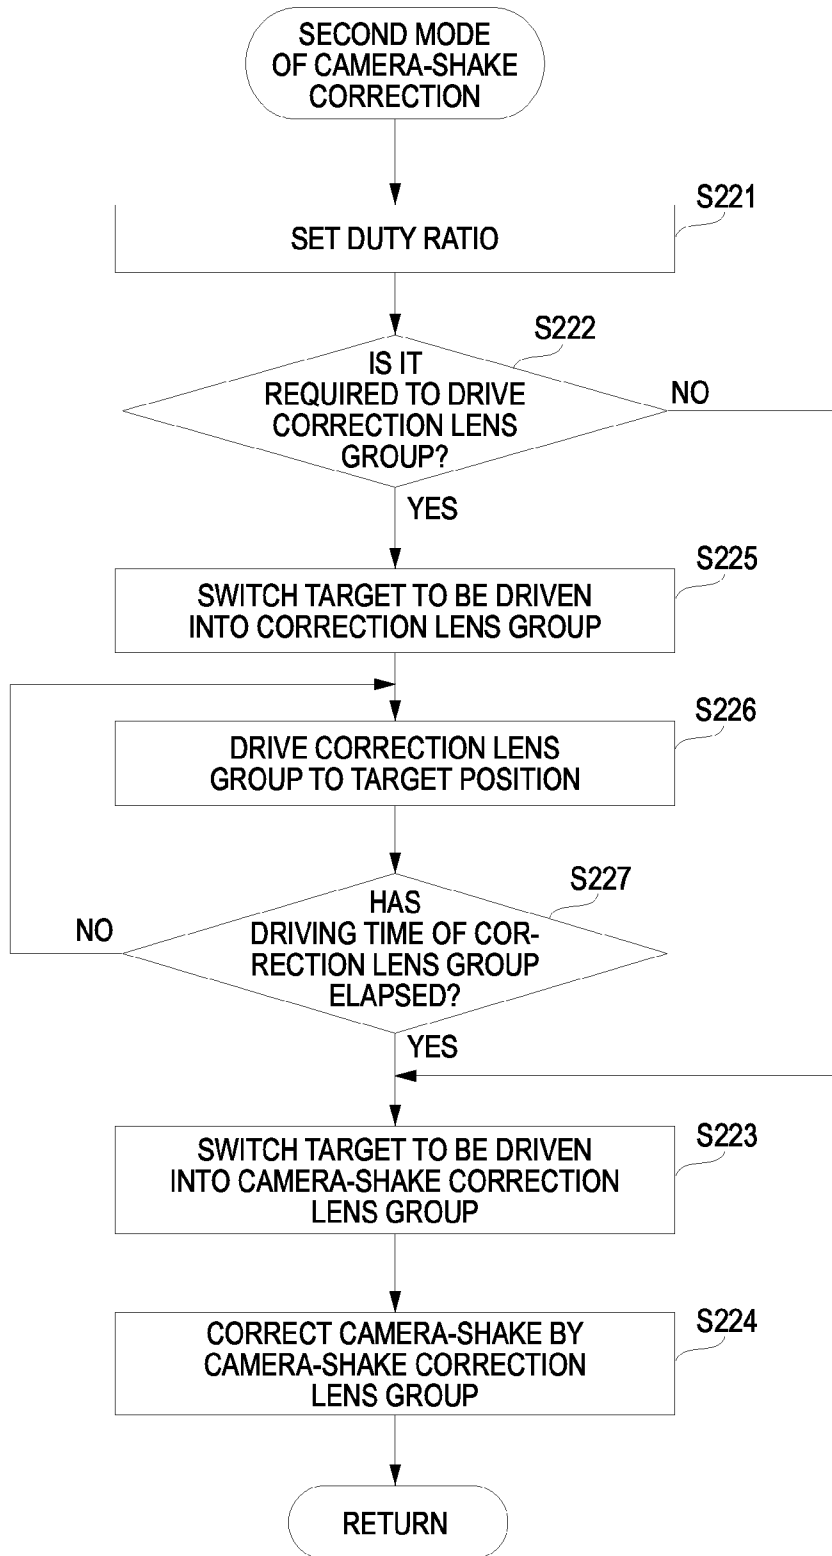 SECOND MODE
OF CAMERA-SHAKE
CORRECTION
S221
SET DUTY RATIO
S222
IS IT
REQUIRED TO DRIVE
CORRECTION LENS
GROUP?
NO
YES
S225
SWITCH TARGET TO BE DRIVEN
INTO CORRECTION LENS GROUP
S226
DRIVE CORRECTION LENS
GROUP TO TARGET POSITION
S227
HAS
DRIVING TIME OF COR-
RECTION LENS GROUP
ELAPSED?
NO
YES
S223
SWITCH TARGET TO BE DRIVEN
INTO CAMERA-SHAKE CORRECTION
LENS GROUP
S224
CORRECT CAMERA-SHAKE BY
CAMERA-SHAKE CORRECTION
LENS GROUP
RETURN